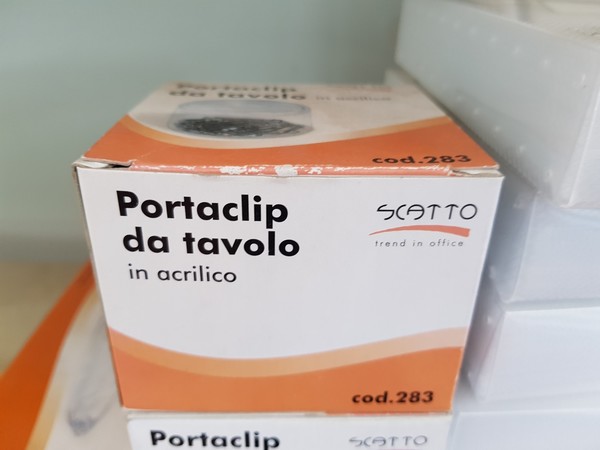 Portaclip
da tavolo in acrilico
cod.283
Portaclip
da tavolo
in acrilico
SCATTO
trend in office
cod.283
Portaclip
SCATTO